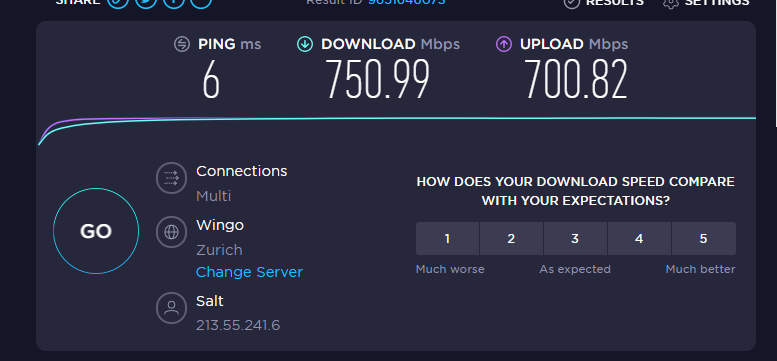 SHARE
Result ID 9651046073
RESULTS
SETTINGS
PING ms
DOWNLOAD Mbps
UPLOAD Mbps
6
750.99
700.82
Connections
Multi
Wingo
Zurich
Change Server
Salt
213.55.241.6
GO
HOW DOES YOUR DOWNLOAD SPEED COMPARE
WITH YOUR EXPECTATIONS?
1 2 3 4 5
Much worse As expected Much better